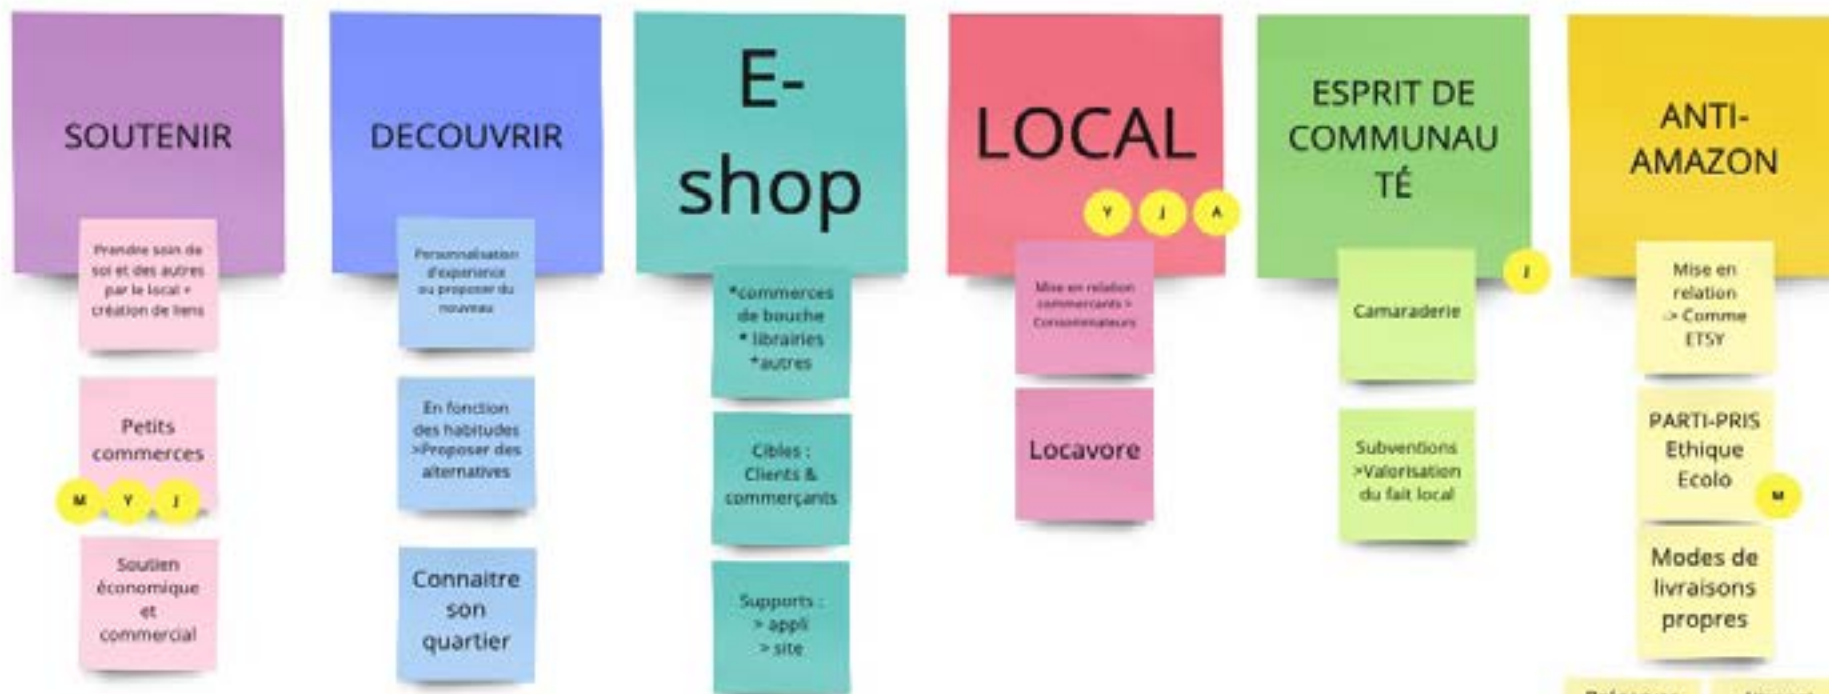 SOUTENIR
Prendre soin de
soi et des autres
par le local +
création de liens
Petits
commerces
M Y J
Soutien
économique
et
commercial
DECOUVRIR
Personnalisation
d'experience
ou proposer du
nouveau
En fonction
des habitudes
>Proposer des
alternatives
Connaitre
son
quartier
E-
shop
*commerces
de bouche
* librairies
*autres
Cibles :
Clients &
commerçants
Supports :
> appli
> site
LOCAL
Y J A
Mise en relation
commercants >
Consommateurs
Locavore
ESPRIT DE
COMMUNAU
TÉ
J
Camaraderie
Subventions
>Valorisation
du fait local
ANTI-
AMAZON
Mise en
relation
-> Comme
ETSY
PARTI-PRIS
Ethique
Ecolo
M
Modes de
livraisons
propres